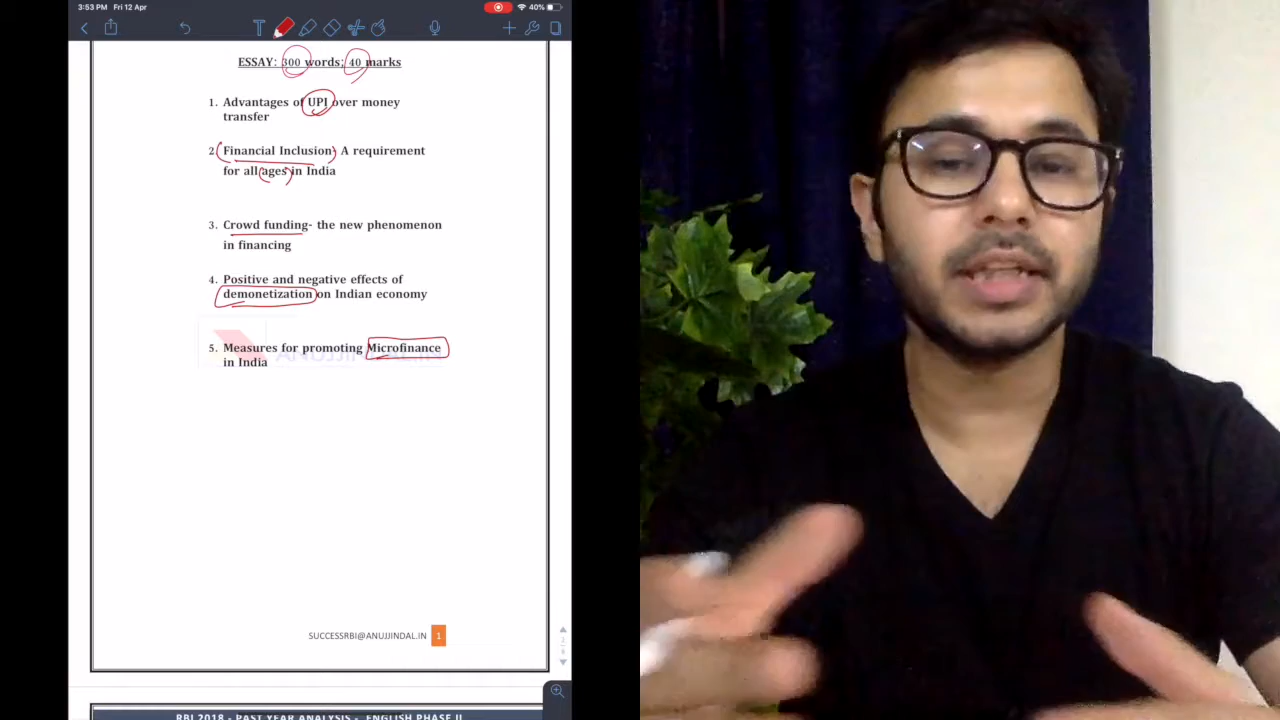 3:53 PM Fri 12 Apr
40%
ESSAY: 300 words; 40 marks
1. Advantages of UPI over money
transfer
2 Financial Inclusion- A requirement
for all ages in India
3. Crowd funding- the new phenomenon
in financing
4. Positive and negative effects of
demonetization on Indian economy
5. Measures for promoting Microfinance
in India
SUCCESSRBI@ANUJJINDAL.IN 1
RBI 2018 - PAST YEAR ANALYSIS - ENGLISH PHASE II